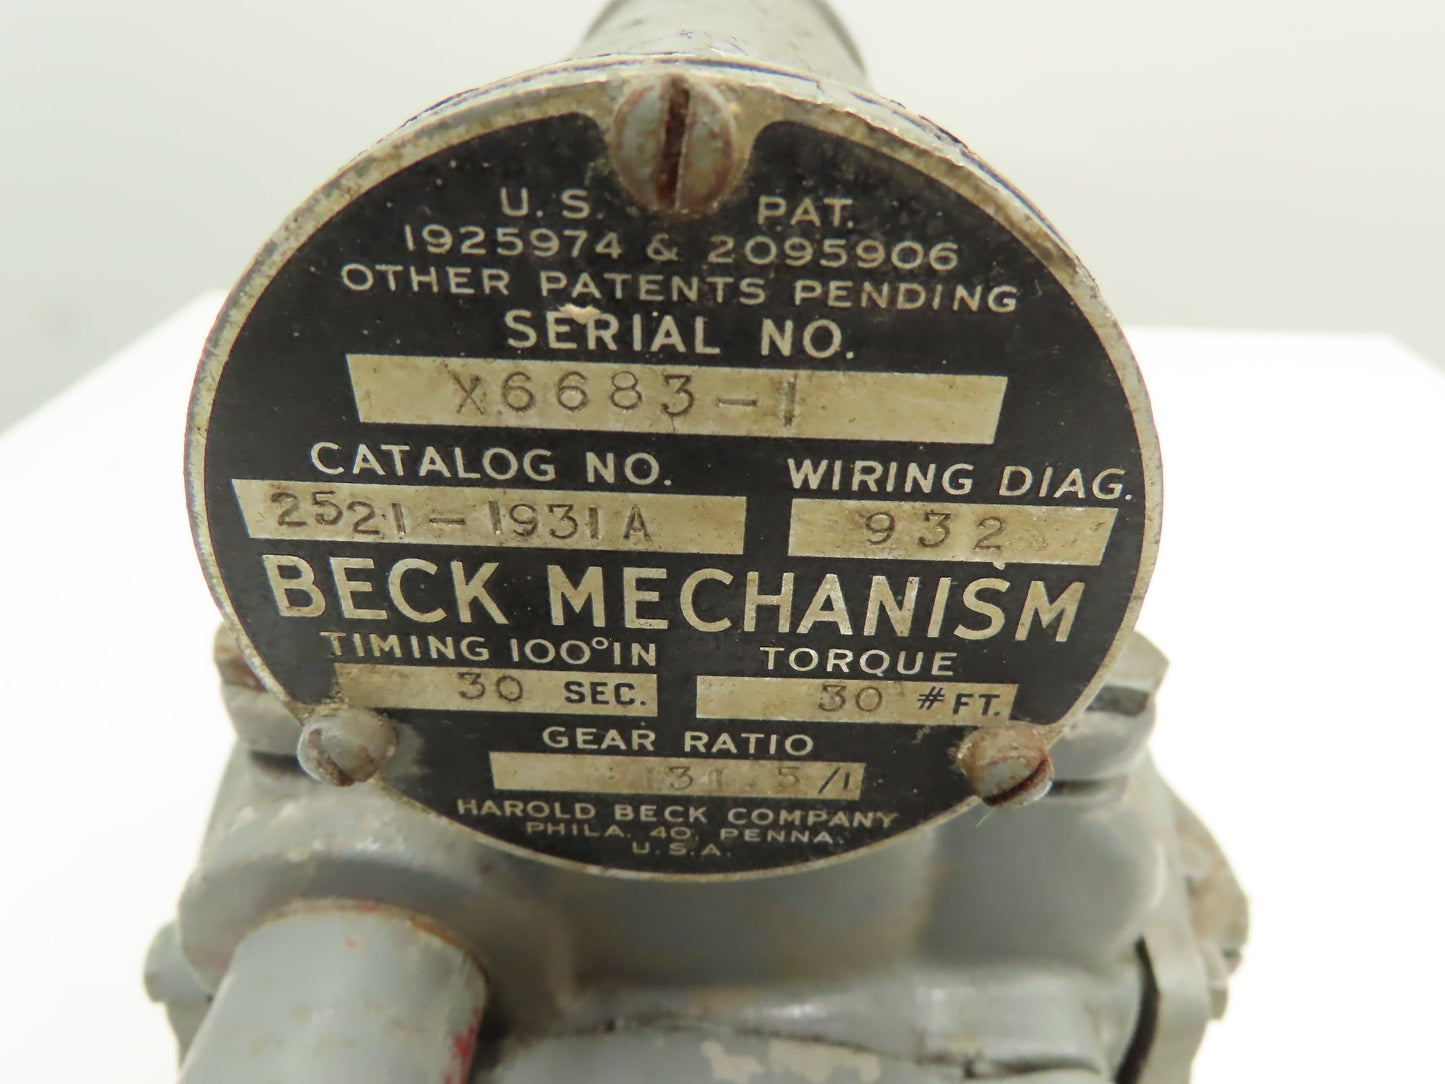 U.S. PAT.
1925974 & 2095906
OTHER PATENTS PENDING
SERIAL NO.
X6683-1
CATALOG NO. WIRING DIAG.
2521-1931A 932
BECK MECHANISM
TIMING 100° IN TORQUE
30 SEC. 30 # FT.
GEAR RATIO
131.5/1
HAROLD BECK COMPANY
PHILA. 40, PENNA.
U.S.A.